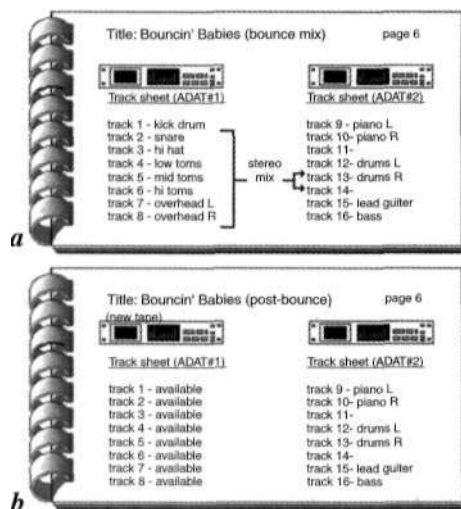 Title: Bouncin' Babies (bounce mix) page 6
Track sheet (ADAT#1)
track 1 - kick drum
track 2 - snare
track 3 - hi hat
track 4 - low toms
track 5 - mid toms
track 6 - hi toms
track 7 - overhead L
track 8 - overhead R
stereo
mix
Track sheet (ADAT#2)
track 9- piano L
track 10- piano R
track 11-
track 12- drums L
track 13- drums R
track 14-
track 15- lead guiter
track 16- bass
a
Title: Bouncin' Babies (post-bounce) page 6
(new tape)
Track sheet (ADAT#1)
track 1 - available
track 2 - available
track 3 - available
track 4 - available
track 5 - available
track 6 - available
track 7 - available
track 8 - available
Track sheet (ADAT#2)
track 9- piano L
track 10- piano R
track 11-
track 12- drums L
track 13- drums R
track 14-
track 15- lead guiter
track 16- bass
b